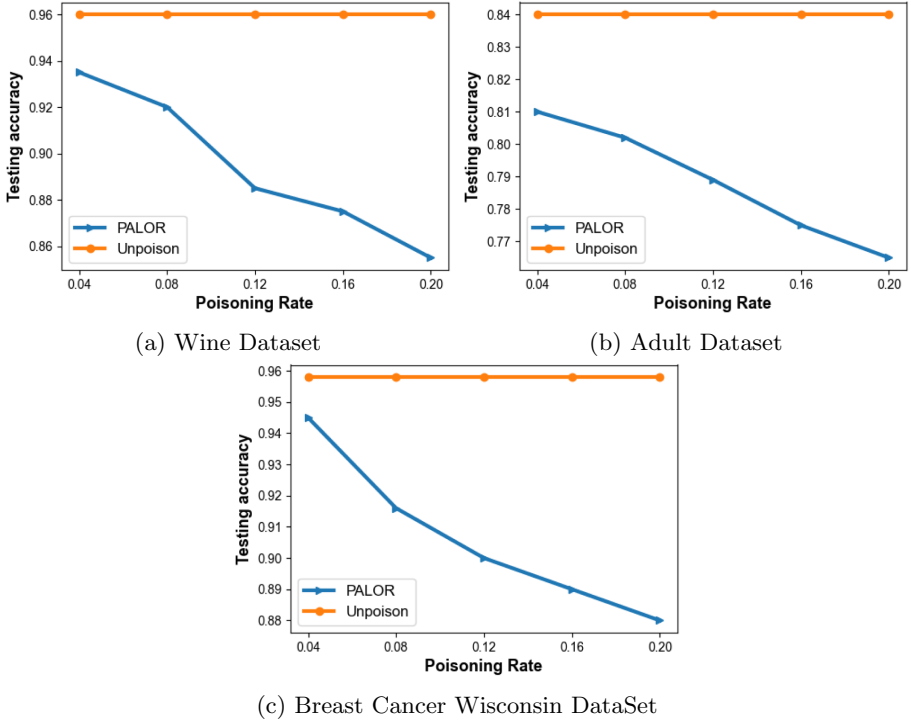 0.96
0.94
0.92
0.90
0.88
0.86
Testing accuracy
PALOR
Unpoison
0.04 0.08 0.12 0.16 0.20
Poisoning Rate
(a) Wine Dataset
0.84
0.83
0.82
0.81
0.80
0.79
0.78
0.77
Testing accuracy
PALOR
Unpoison
0.04 0.08 0.12 0.16 0.20
Poisoning Rate
(b) Adult Dataset
0.96
0.95
0.94
0.93
0.92
0.91
0.90
0.89
0.88
Testing accuracy
PALOR
Unpoison
0.04 0.08 0.12 0.16 0.20
Poisoning Rate
(c) Breast Cancer Wisconsin DataSet